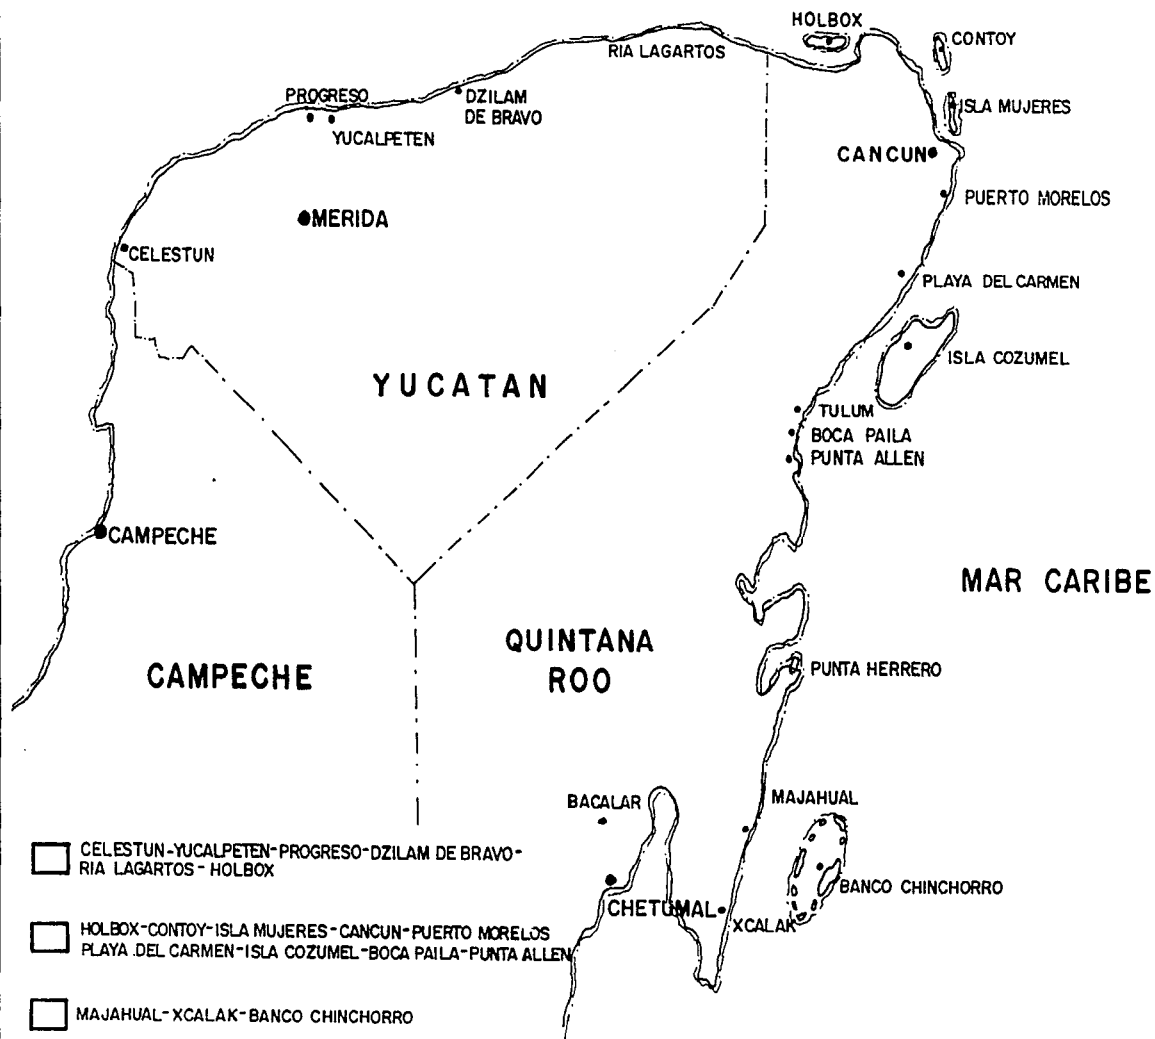 HOLBOX
CONTOY
RIA LAGARTOS
PROGRESO
DZILAM
DE BRAVO
ISLA MUJERES
YUCALPETEN
CANCUN
PUERTO MORELOS
MERIDA
CELESTUN
PLAYA DEL CARMEN
ISLA COZUMEL
YUCATAN
TULUM
BOCA PAILA
PUNTA ALLEN
CAMPECHE
MAR CARIBE
QUINTANA
ROO
CAMPECHE
PUNTA HERRERO
BACALAR
MAJAHUAL
BANCO CHINCHORRO
CHETUMAL
XCALAK
CELESTUN-YUCALPETEN-PROGRESO-DZILAM DE BRAVO-
RIA LAGARTOS-HOLBOX
HOLBOX-CONTOY-ISLA MUJERES-CANCUN-PUERTO MORELOS
PLAYA DEL CARMEN-ISLA COZUMEL-BOCA PAILA-PUNTA ALLEN
MAJAHUAL-XCALAK-BANCO CHINCHORRO